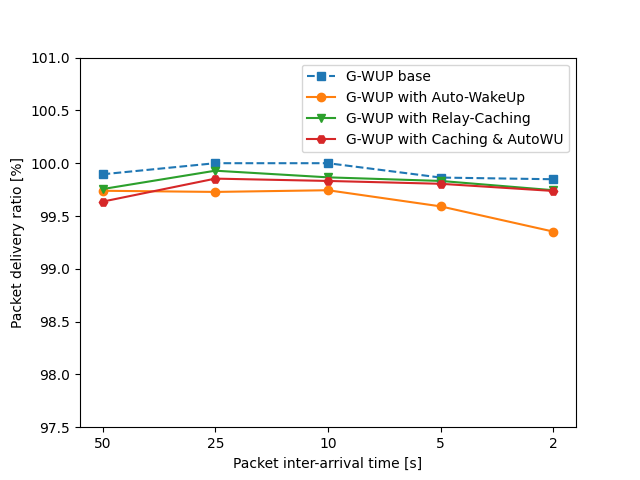 101.0
100.5
100.0
99.5
99.0
98.5
98.0
97.5
Packet delivery ratio [%]
G-WUP base
G-WUP with Auto-WakeUp
G-WUP with Relay-Caching
G-WUP with Caching & AutoWU
50 25 10 5 2
Packet inter-arrival time [s]